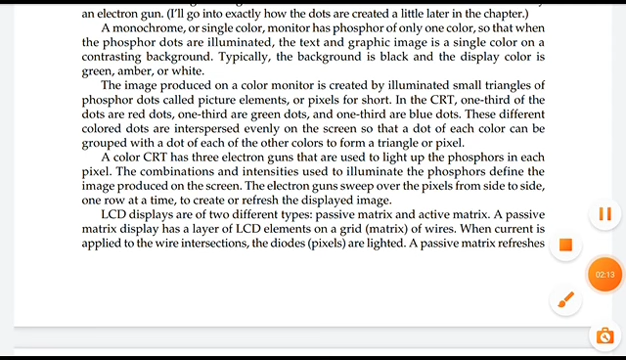 an electron gun. (I'll go into exactly how the dots are created a little later in the chapter.)
A monochrome, or single color, monitor has phosphor of only one color, so that when
the phosphor dots are illuminated, the text and graphic image is a single color on a
contrasting background. Typically, the background is black and the display color is
green, amber, or white.
The image produced on a color monitor is created by illuminated small triangles of
phosphor dots called picture elements, or pixels for short. In the CRT, one-third of the
dots are red dots, one-third are green dots, and one-third are blue dots. These different
colored dots are interspersed evenly on the screen so that a dot of each color can be
grouped with a dot of each of the other colors to form a triangle or pixel.
A color CRT has three electron guns that are used to light up the phosphors in each
pixel. The combinations and intensities used to illuminate the phosphors define the
image produced on the screen. The electron guns sweep over the pixels from side to side,
one row at a time, to create or refresh the displayed image.
LCD displays are of two different types: passive matrix and active matrix. A passive
matrix display has a layer of LCD elements on a grid (matrix) of wires. When current is
applied to the wire intersections, the diodes (pixels) are lighted. A passive matrix refreshes
02:13